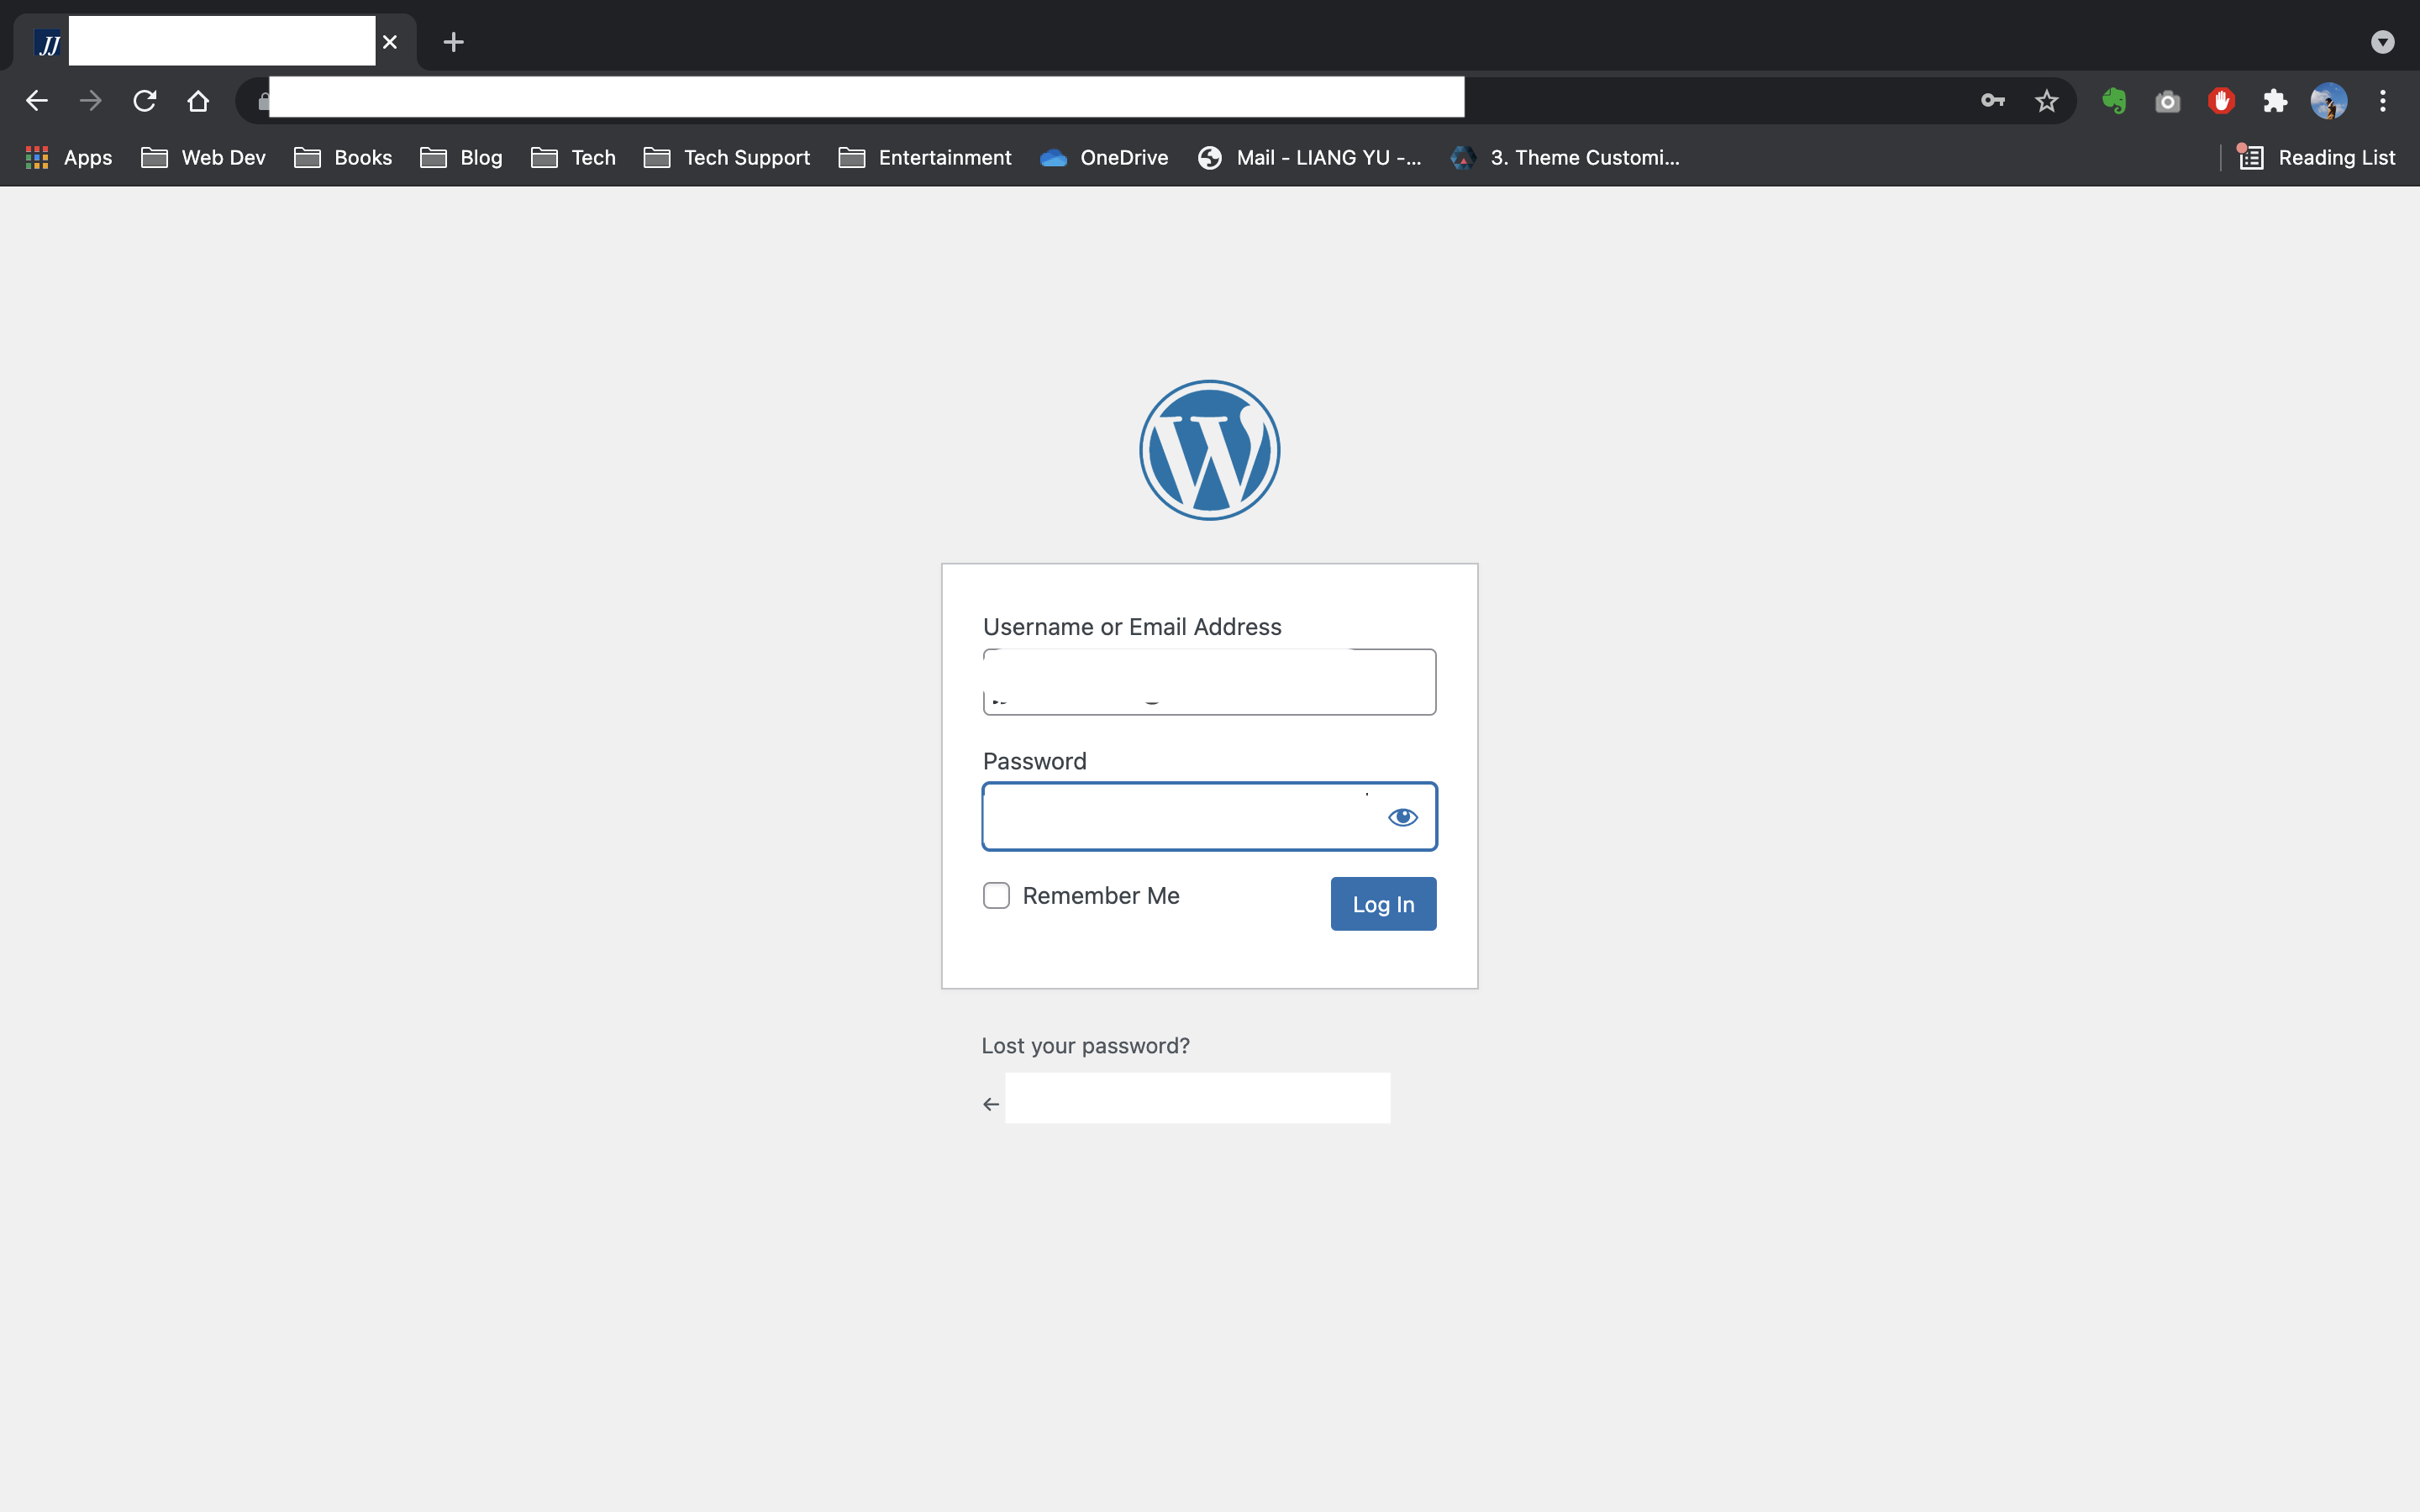 JJ
Apps Web Dev Books Blog Tech Tech Support Entertainment OneDrive Mail - LIANG YU -... 3. Theme Customi... Reading List
Username or Email Address
Password
Remember Me
Log In
Lost your password?
←